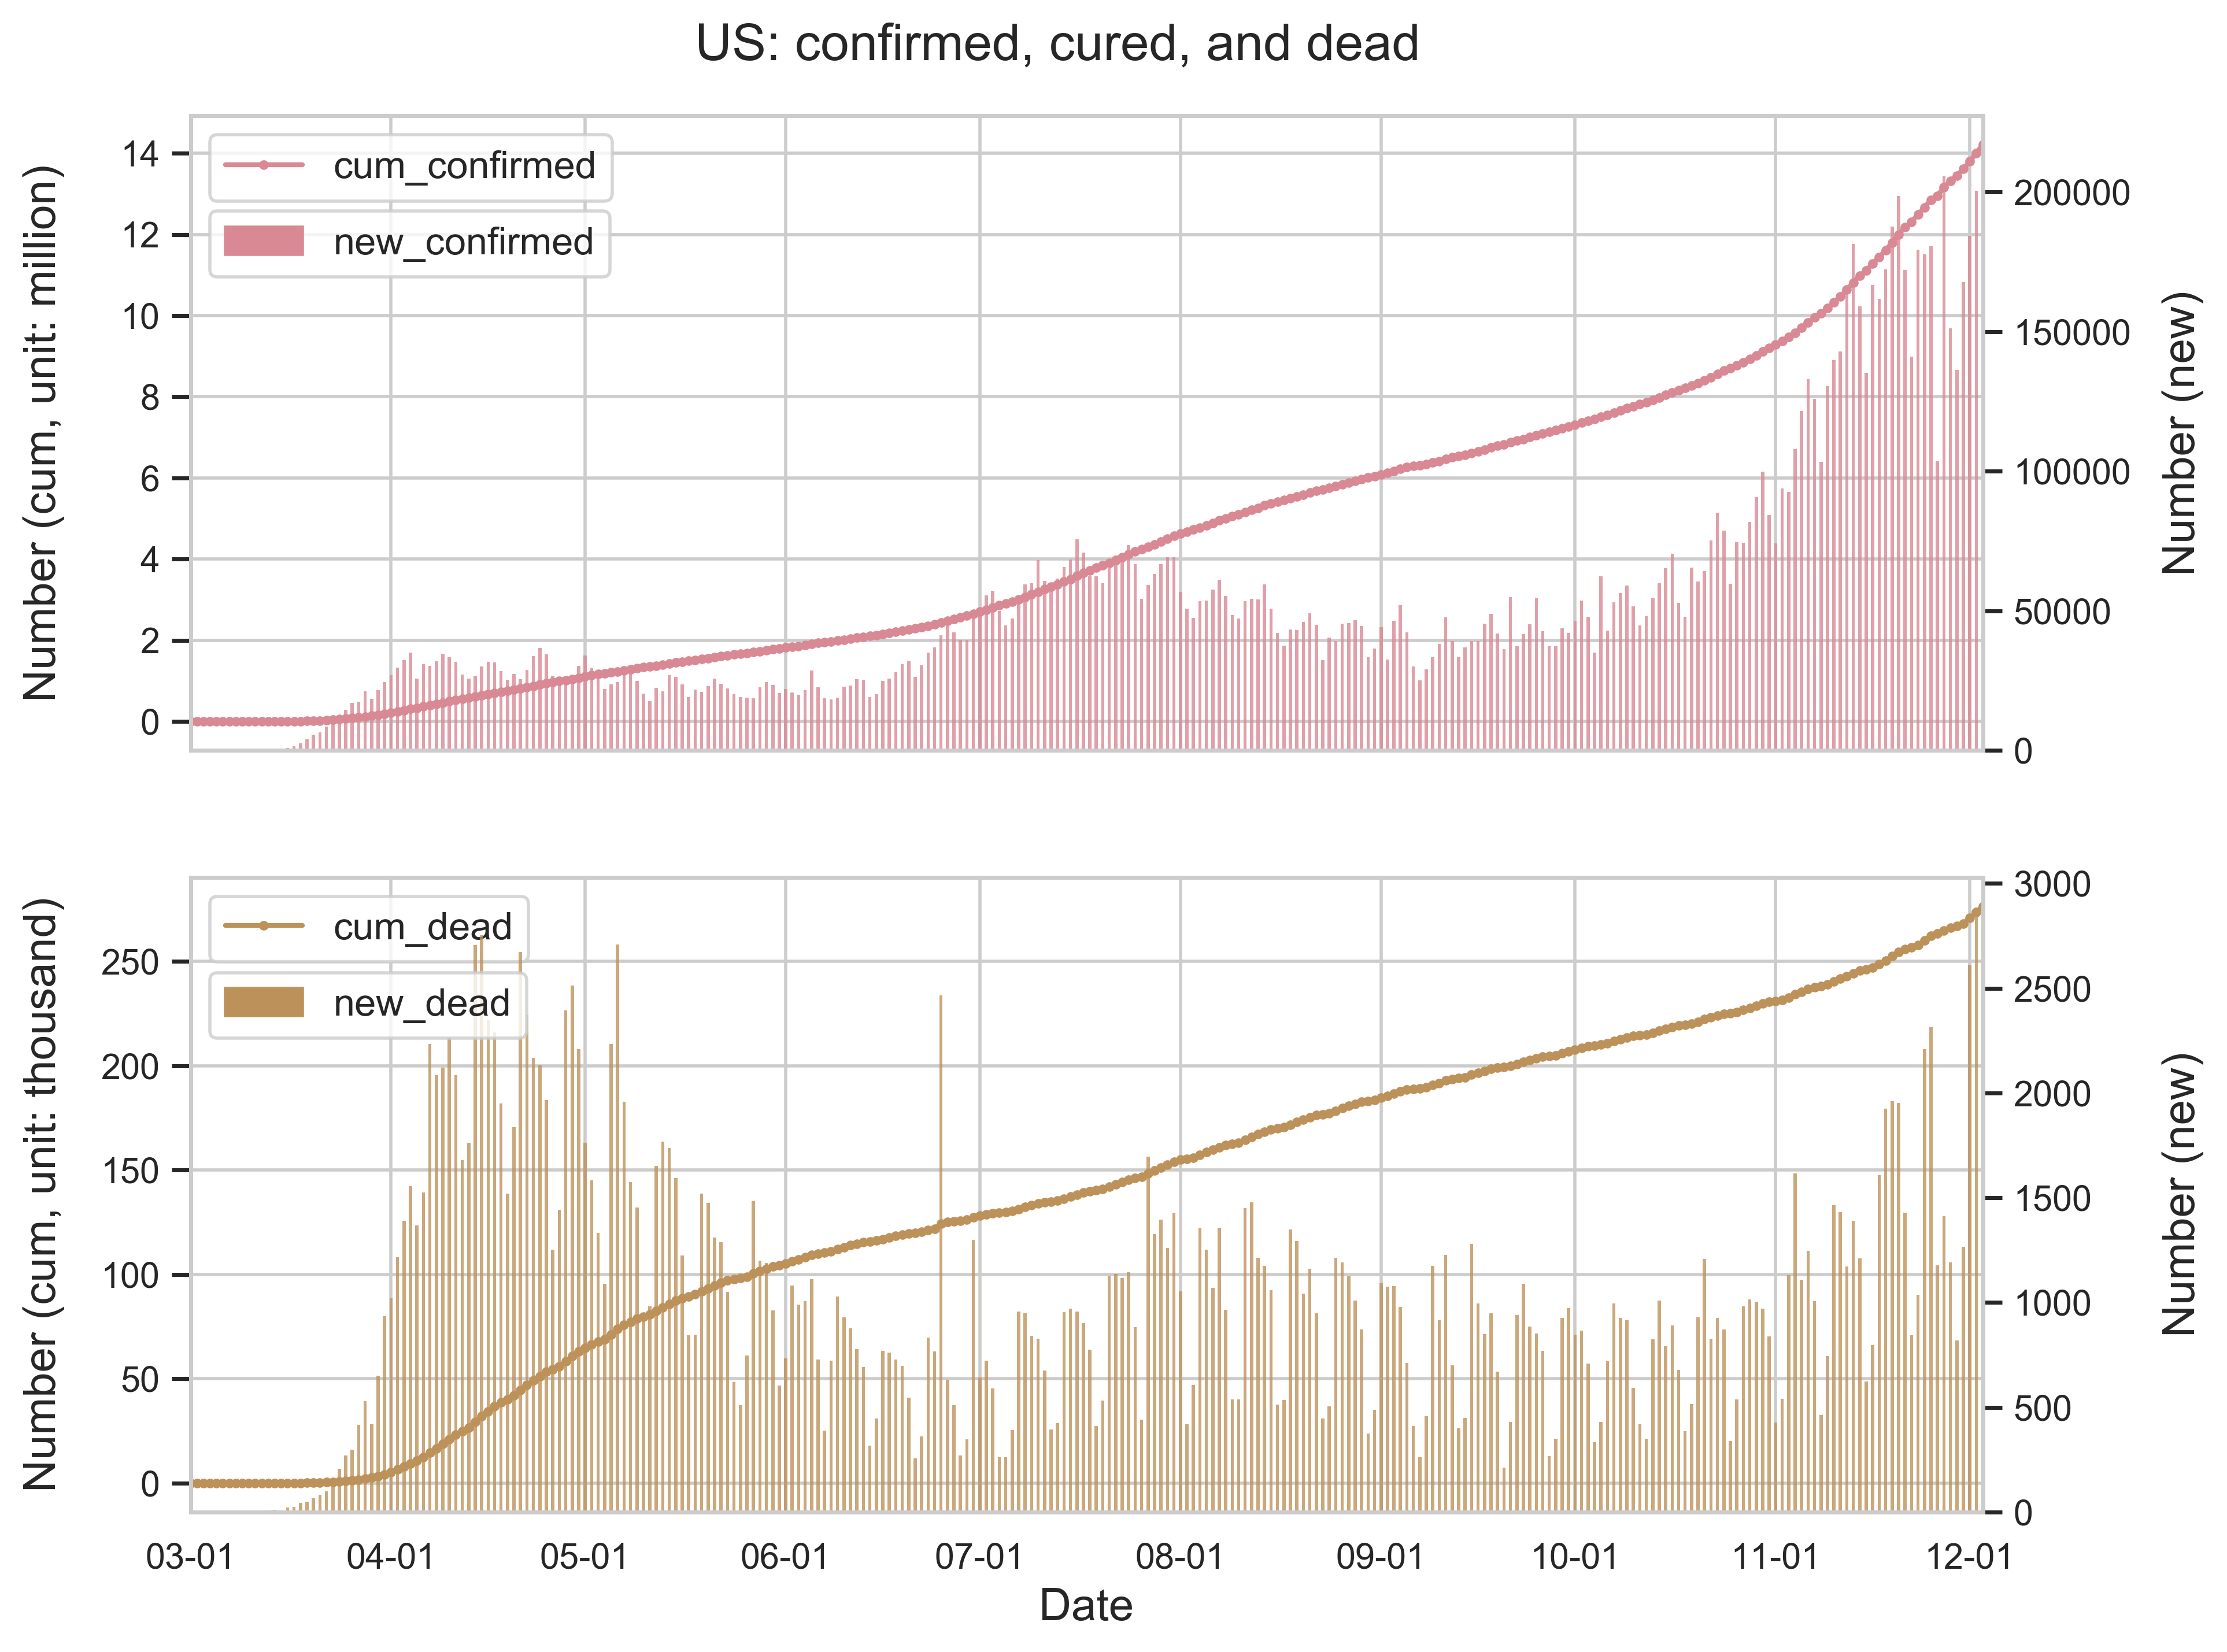 US: confirmed, cured, and dead
Number (cum, unit: million)
14
12
10
8
6
4
2
0
cum_confirmed
new_confirmed
200000
150000
100000
50000
0
Number (new)
Number (cum, unit: thousand)
250
200
150
100
50
0
cum_dead
new_dead
3000
2500
2000
1500
1000
500
0
Number (new)
03-01 04-01 05-01 06-01 07-01 08-01 09-01 10-01 11-01 12-01
Date